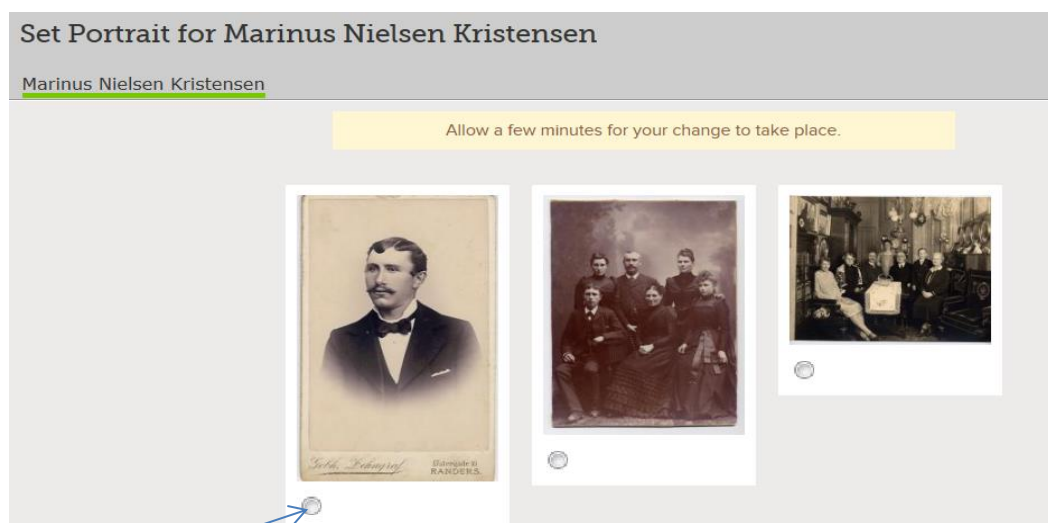 Set Portrait for Marinus Nielsen Kristensen
Marinus Nielsen Kristensen
Allow a few minutes for your change to take place.
RANDERS.